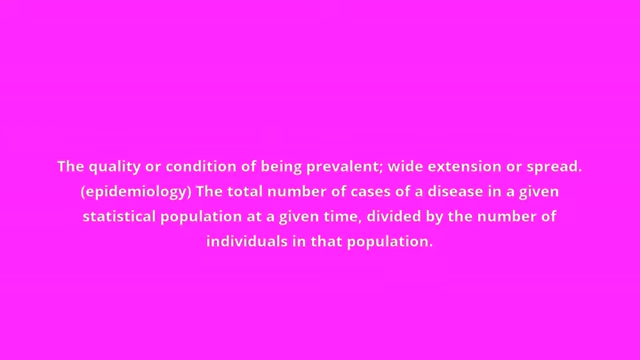 The quality or condition of being prevalent; wide extension or spread.
(epidemiology) The total number of cases of a disease in a given
statistical population at a given time, divided by the number of
individuals in that population.